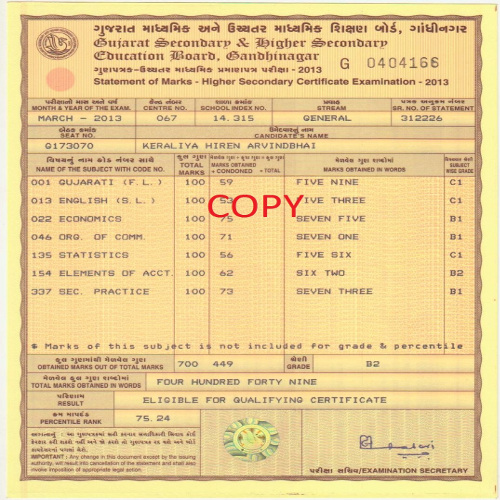 ગુજરાત માધ્યમિક અને ઉચ્ચતર માધ્યમિક શિક્ષણ બોર્ડ, ગાંધીનગર
Gujarat Secondary & Higher Secondary
Education Board, Gandhinagar
G 0404166
ગુણપત્રક-ઉચ્ચતર માધ્યમિક પ્રમાણપત્ર પરીક્ષા - 2013
Statement of Marks - Higher Secondary Certificate Examination - 2013
પરીક્ષાનો માસ અને વર્ષ કેન્દ્ર નંબર શાળા ક્રમાંક પ્રવાહ પત્રક અનુક્રમ નંબર
MONTH & YEAR OF THE EXAM. CENTRE NO. SCHOOL INDEX NO. STREAM SR. NO. OF STATEMENT
MARCH - 2013 067 14.315 GENERAL 312226
બેઠક ક્રમાંક ઉમેદવારનું નામ
SEAT NO. CANDIDATE'S NAME
G173070 KERALIYA HIREN ARVINDBHAI
વિષયનું નામ કોડ નંબર સાથે કુલ ગુણ મેળવેલ ગુણ શબ્દોમાં
NAME OF THE SUBJECT WITH CODE NO. TOTAL MARKS OBTAINED + CONDONED = TOTAL MARKS OBTAINED IN WORDS SUBJECT WISE GRADE
001 GUJARATI (F.L.) 100 59 FIVE NINE C1
013 ENGLISH (S.L.) 100 53 FIVE THREE C1
022 ECONOMICS 100 75 SEVEN FIVE B1
046 ORG. OF COMM. 100 71 SEVEN ONE B1
135 STATISTICS 100 56 FIVE SIX C1
154 ELEMENTS OF ACCT. 100 62 SIX TWO B2
337 SEC. PRACTICE 100 73 SEVEN THREE B1
COPY
$ Marks of this subject is not included for grade & percentile
કુલ ગુણમાંથી મેળવેલ ગુણ શ્રેણી
OBTAINED MARKS OUT OF TOTAL MARKS 700 449 GRADE B2
મેળવેલ કુલ ગુણ શબ્દોમાં
TOTAL MARKS OBTAINED IN WORDS FOUR HUNDRED FORTY NINE
પરિણામ
RESULT ELIGIBLE FOR QUALIFYING CERTIFICATE
ક્રમ માપદંડ
PERCENTILE RANK 75.24
IMPORTANT : Any change in this document except by the issuing
authority, will result into cancellation of the statement and shall also
invoke imposition of appropriate legal action.
પરીક્ષા સચિવ/EXAMINATION SECRETARY